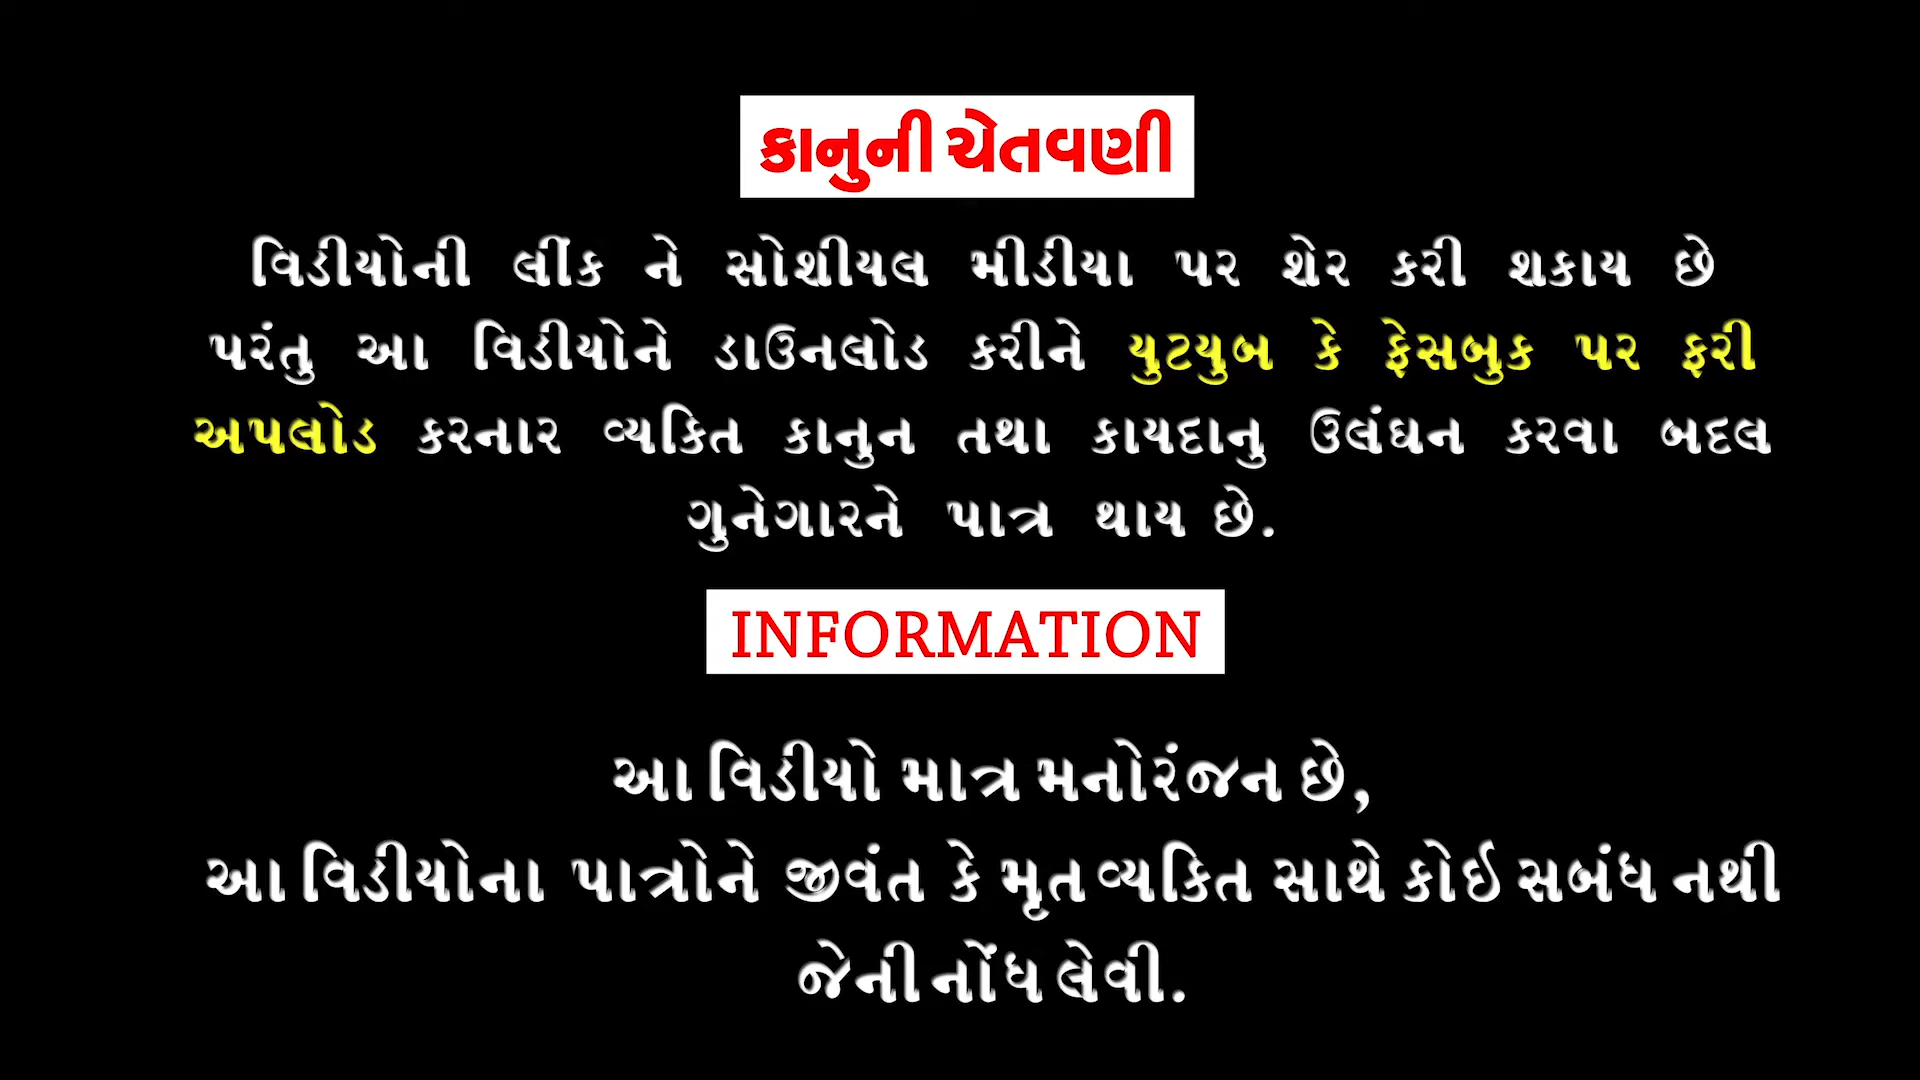 કાનુની ચેતવણી
વિડીયોની લીંક ને સોશીયલ મીડીયા પર શેર કરી શકાય છે
પરંતુ આ વિડીયોને ડાઉનલોડ કરીને યુટયુબ કે ફેસબુક પર ફરી
અપલોડ કરનાર વ્યકિત કાનુન તથા કાયદાનુ ઉલંઘન કરવા બદલ
ગુનેગારને પાત્ર થાય છે.
INFORMATION
આ વિડીયો માત્ર મનોરંજન છે,
આ વિડીયોના પાત્રોને જીવંત કે મૃત વ્યકિત સાથે કોઇ સબંધ નથી
જેની નોંધ લેવી.